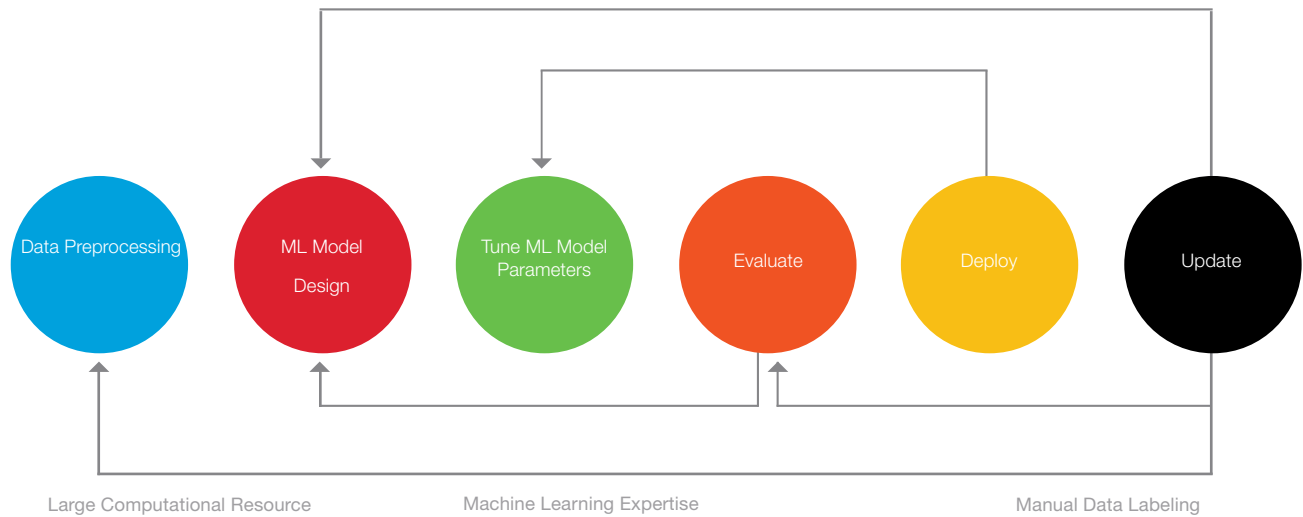 Data Preprocessing
ML Model
Design
Tune ML Model
Parameters
Evaluate
Deploy
Update
Large Computational Resource
Machine Learning Expertise
Manual Data Labeling